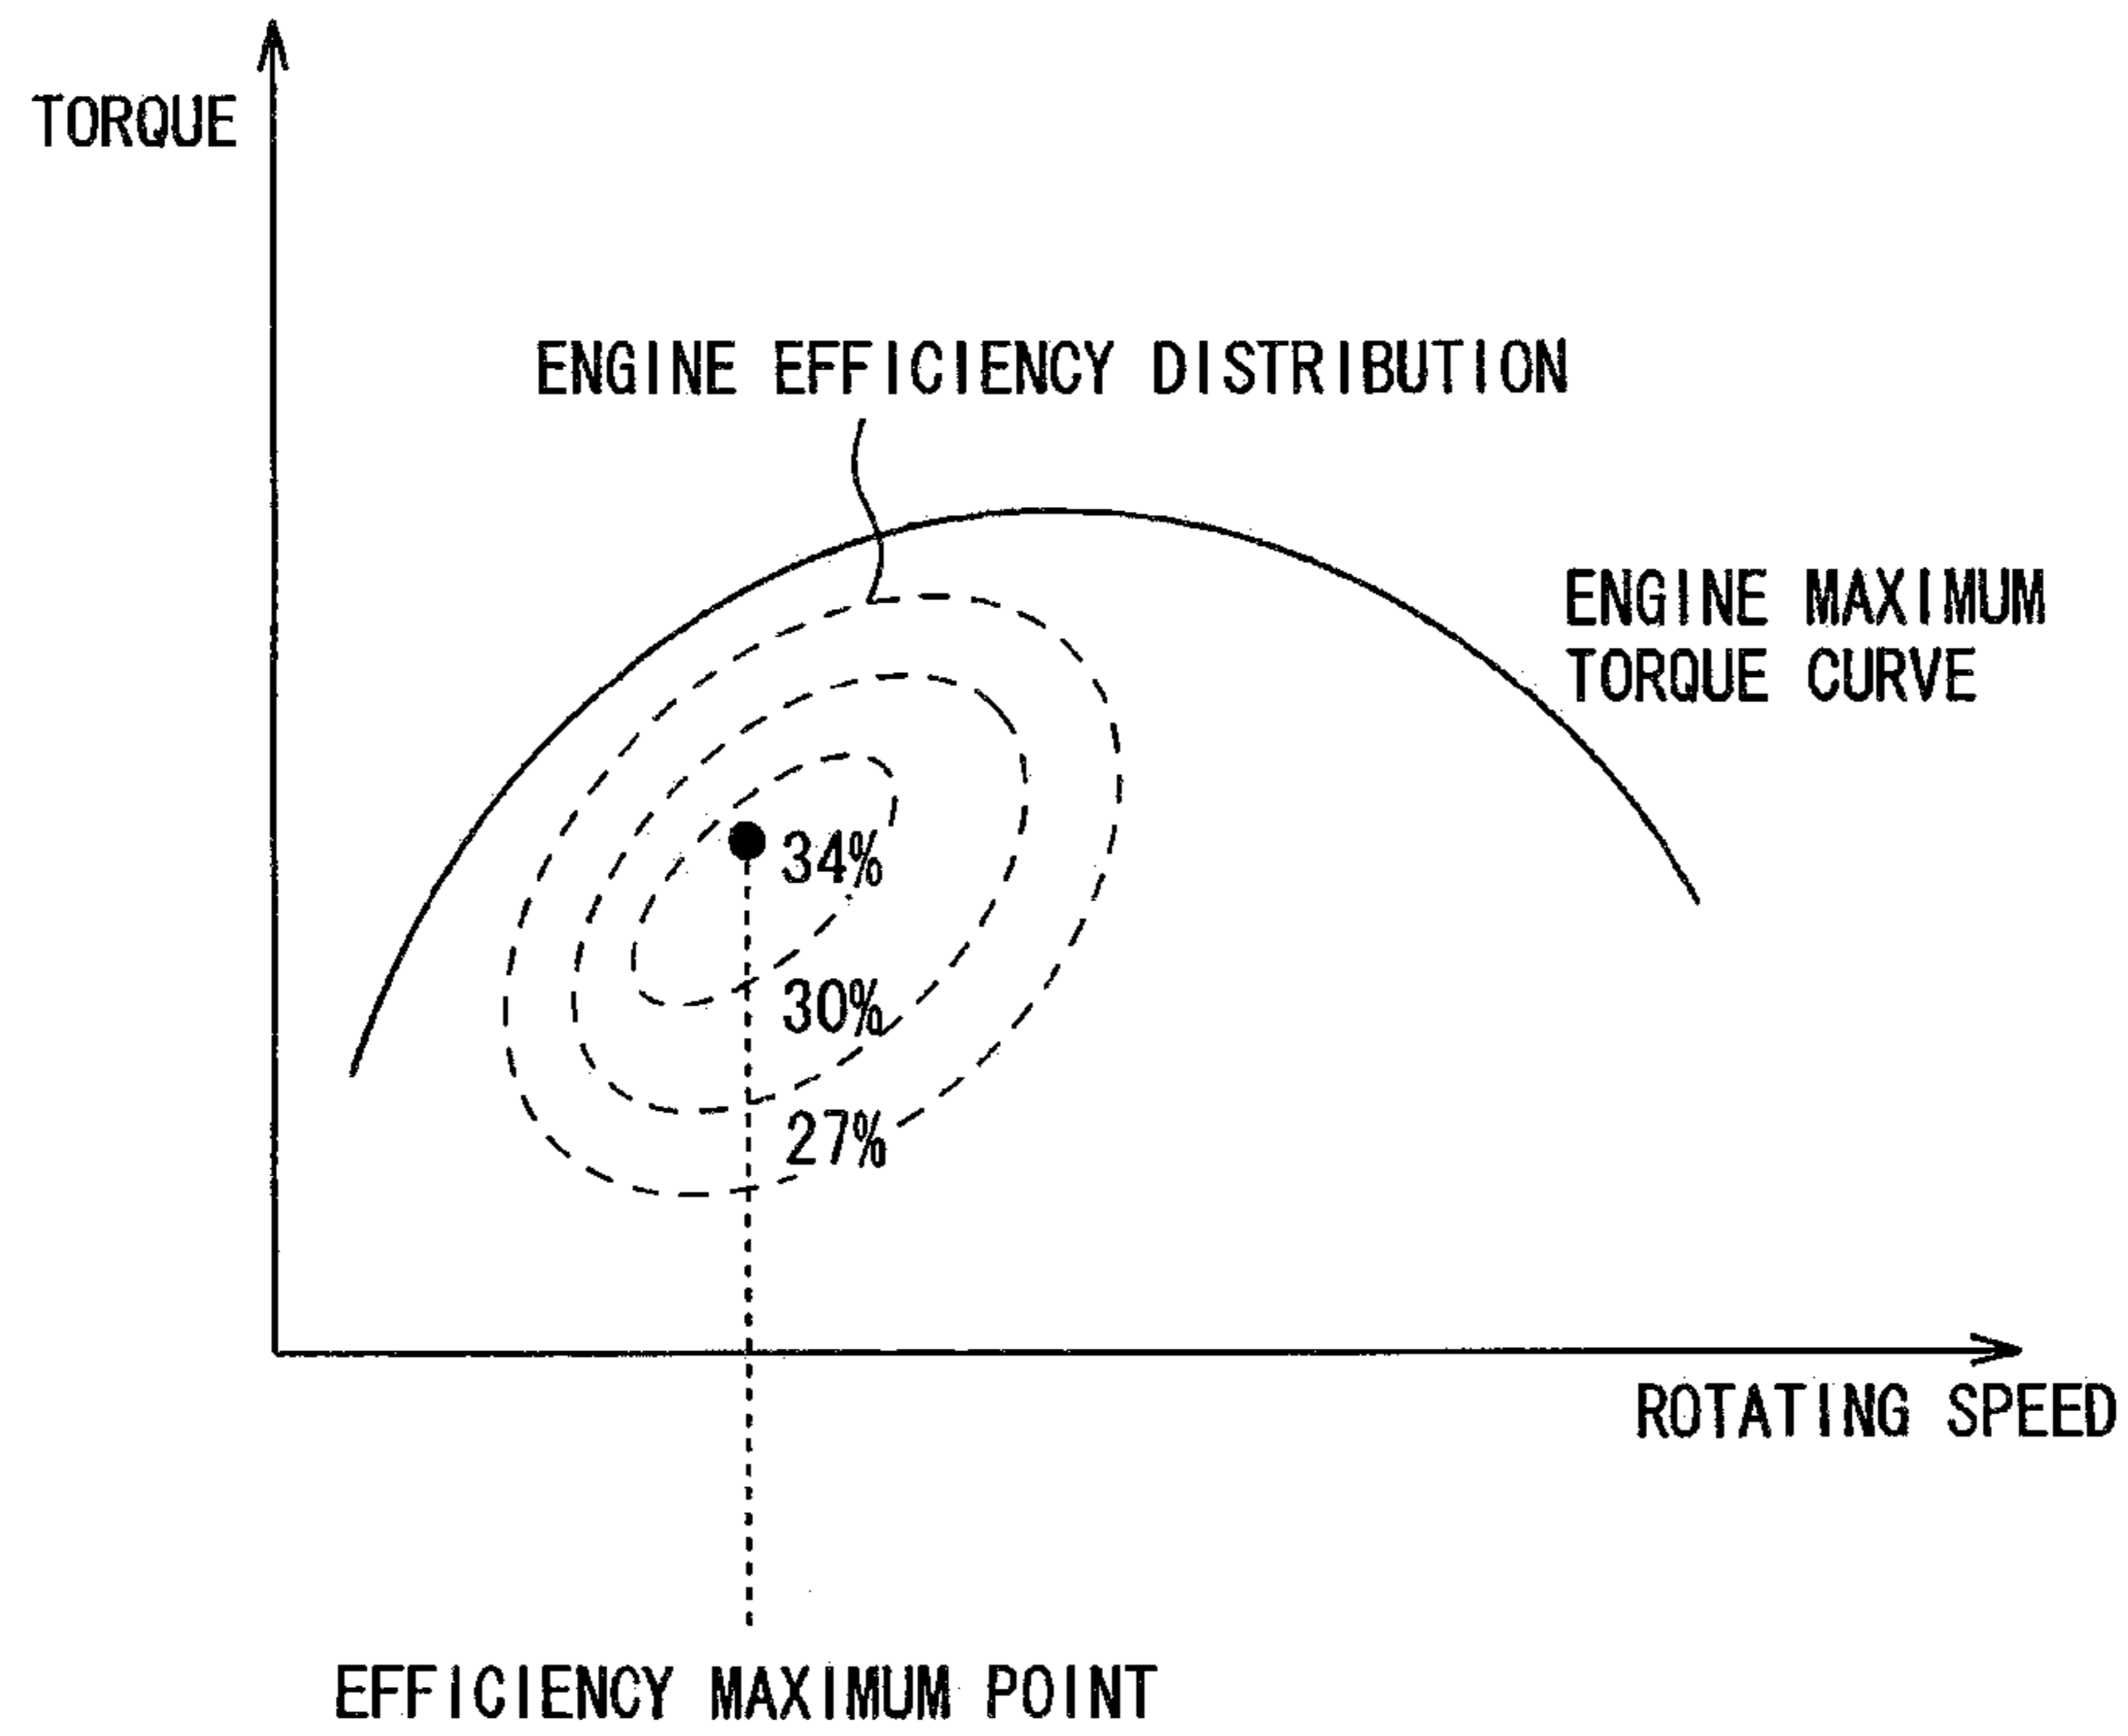 TORQUE
ENGINE EFFICIENCY DISTRIBUTION
ENGINE MAXIMUM
TORQUE CURVE
34%
30%
27%
ROTATING SPEED
EFFICIENCY MAXIMUM POINT